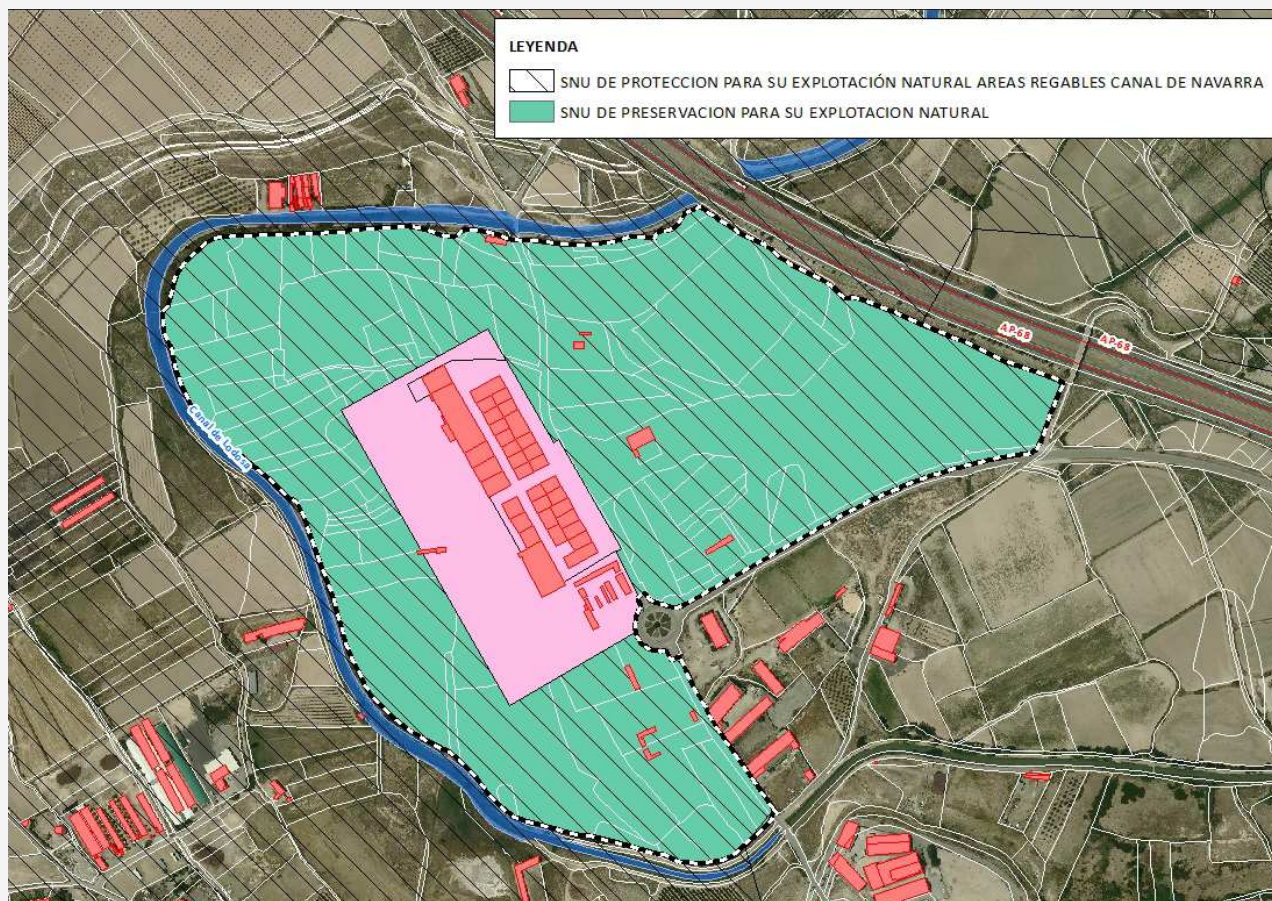 LEYENDA
SNU DE PROTECCION PARA SU EXPLOTACIÓN NATURAL AREAS REGABLES CANAL DE NAVARRA
SNU DE PRESERVACION PARA SU EXPLOTACION NATURAL
AP-68
AP-68
Canal de Lodosa